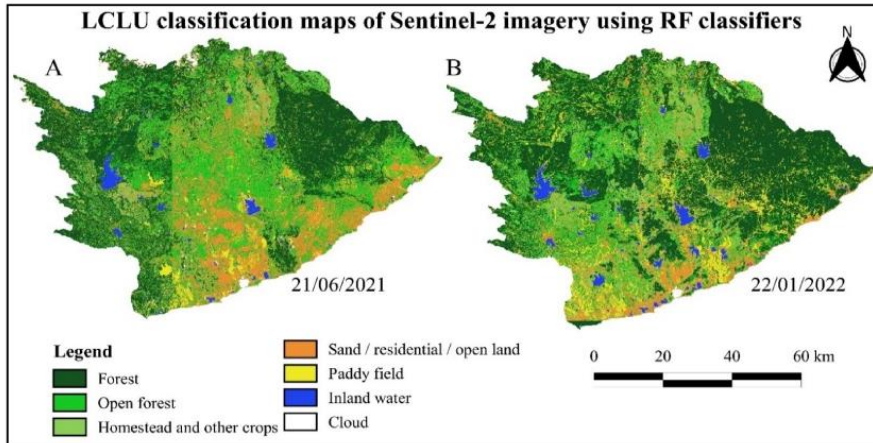 LCLU classification maps of Sentinel-2 imagery using RF classifiers
A
B
N
21/06/2021
22/01/2022
Legend
Forest
Open forest
Homestead and other crops
Sand / residential / open land
Paddy field
Inland water
Cloud
0 20 40 60 km